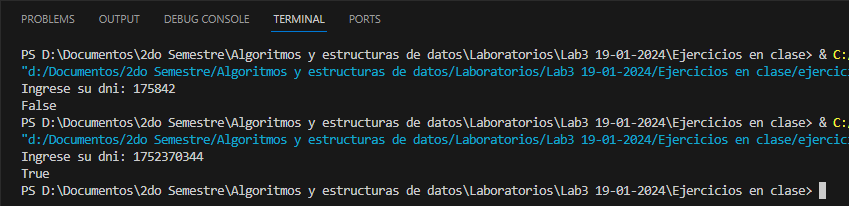 PROBLEMS OUTPUT DEBUG CONSOLE TERMINAL PORTS
PS D:\Documentos\2do Semestre\Algoritmos y estructuras de datos\Laboratorios\Lab3 19-01-2024\Ejercicios en clase> & C:/
"d:/Documentos/2do Semestre/Algoritmos y estructuras de datos/Laboratorios/Lab3 19-01-2024/Ejercicios en clase/ejercici
Ingrese su dni: 175842
False
PS D:\Documentos\2do Semestre\Algoritmos y estructuras de datos\Laboratorios\Lab3 19-01-2024\Ejercicios en clase> & C:/
"d:/Documentos/2do Semestre/Algoritmos y estructuras de datos/Laboratorios/Lab3 19-01-2024/Ejercicios en clase/ejercici
Ingrese su dni: 1752370344
True
PS D:\Documentos\2do Semestre\Algoritmos y estructuras de datos\Laboratorios\Lab3 19-01-2024\Ejercicios en clase>